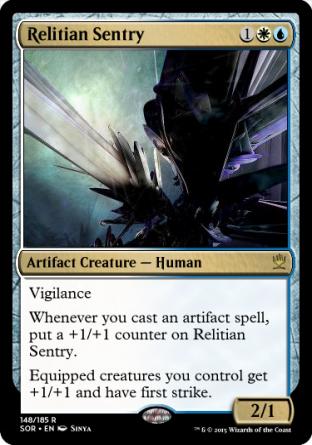 Relitian Sentry 1
Artifact Creature — Human
Vigilance
Whenever you cast an artifact spell,
put a +1/+1 counter on Relitian
Sentry.
Equipped creatures you control get
+1/+1 and have first strike.
2/1
148/185 R
SOR • EN SINYA
™ & © 2015 Wizards of the Coast